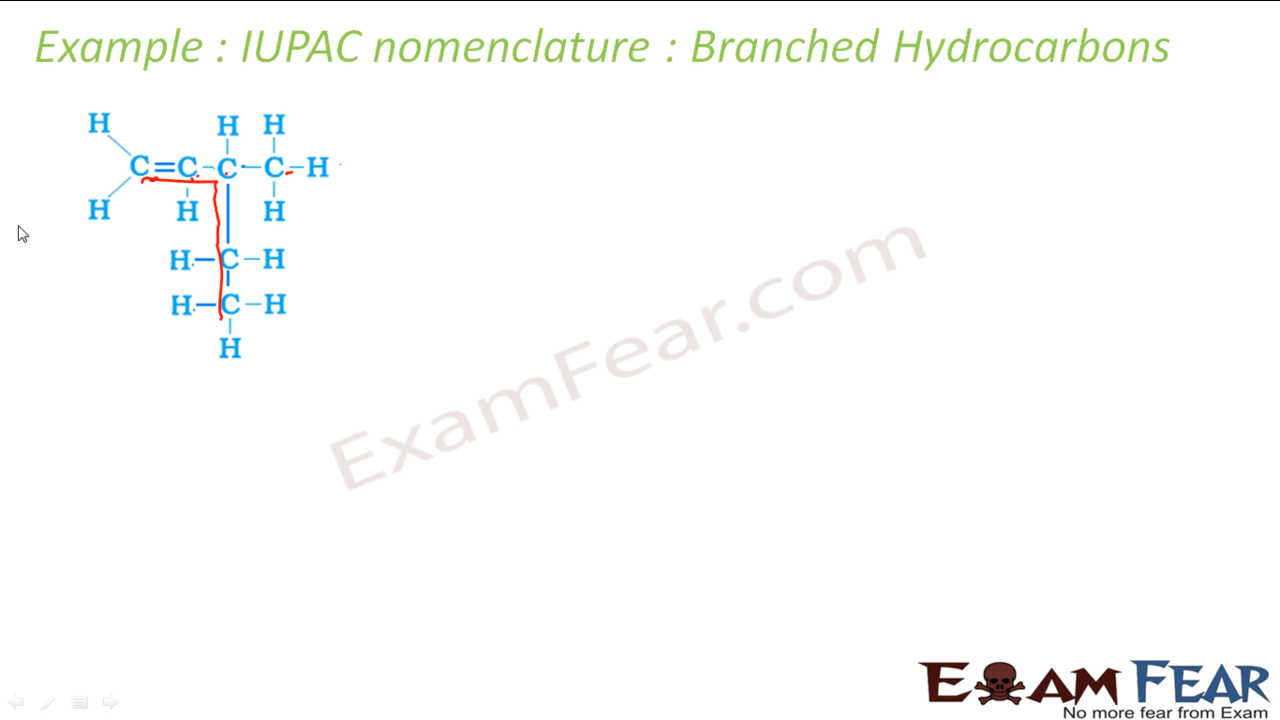 Example : IUPAC nomenclature : Branched Hydrocarbons
H H H
C=C-C-C-H
H H H
H-C-H
H-C-H
H
ExamFear.com
EXAM FEAR
No more fear from Exam